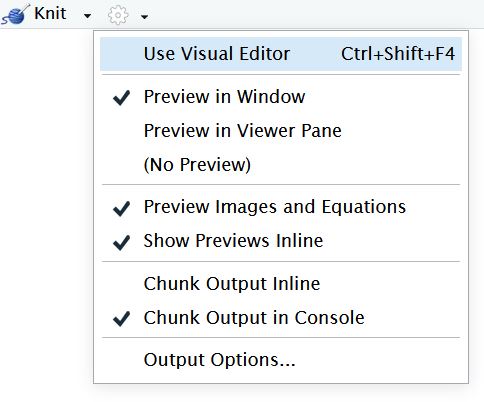 Knit
Use Visual Editor Ctrl+Shift+F4
Preview in Window
Preview in Viewer Pane
(No Preview)
Preview Images and Equations
Show Previews Inline
Chunk Output Inline
Chunk Output in Console
Output Options...